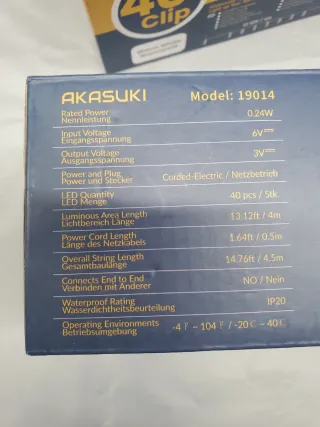 40
Clip
AKASUKI Model: 19014
Rated Power
Nennleistung 0.24W
Input Voltage
Eingangsspannung 6V⎓
Output Voltage
Ausgangsspannung 3V⎓
Power and Plug
Power und Stecker Corded-Electric / Netzbetrieb
LED Quantity
LED Menge 40 pcs / Stk.
Luminous Area Length
Lichtbereich Länge 13.12ft / 4m
Power Cord Length
Länge des Netzkabels 1.64ft / 0.5m
Overall String Length
Gesamtbaulänge 14.76ft / 4.5m
Connects End to End
Verbinden mit Anderer NO / Nein
Waterproof Rating
Wasserdichtheitsbeurteilung IP20
Operating Environments
Betriebsumgebung -4 ℉ ~ 104 ℉ / -20 ℃ ~ 40 ℃